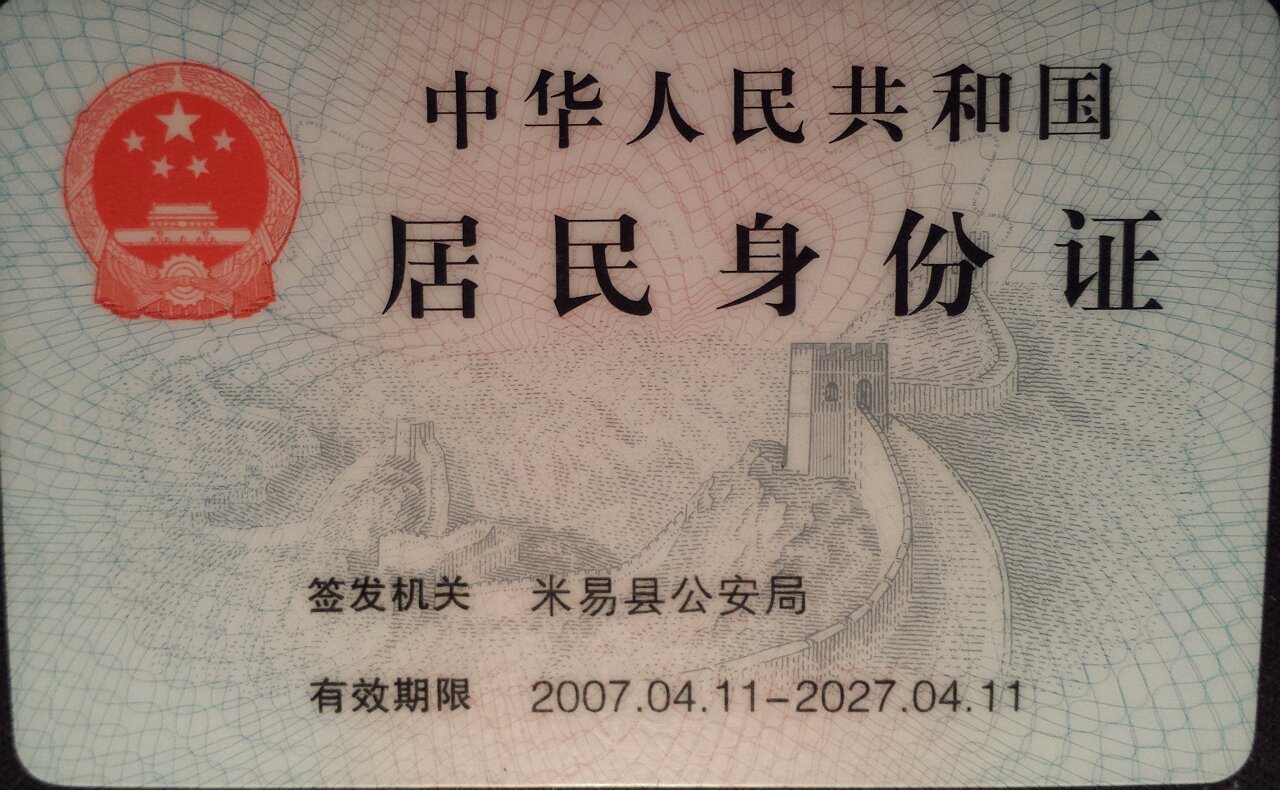 中华人民共和国
居民身份证
签发机关 米易县公安局
有效期限 2007.04.11-2027.04.11